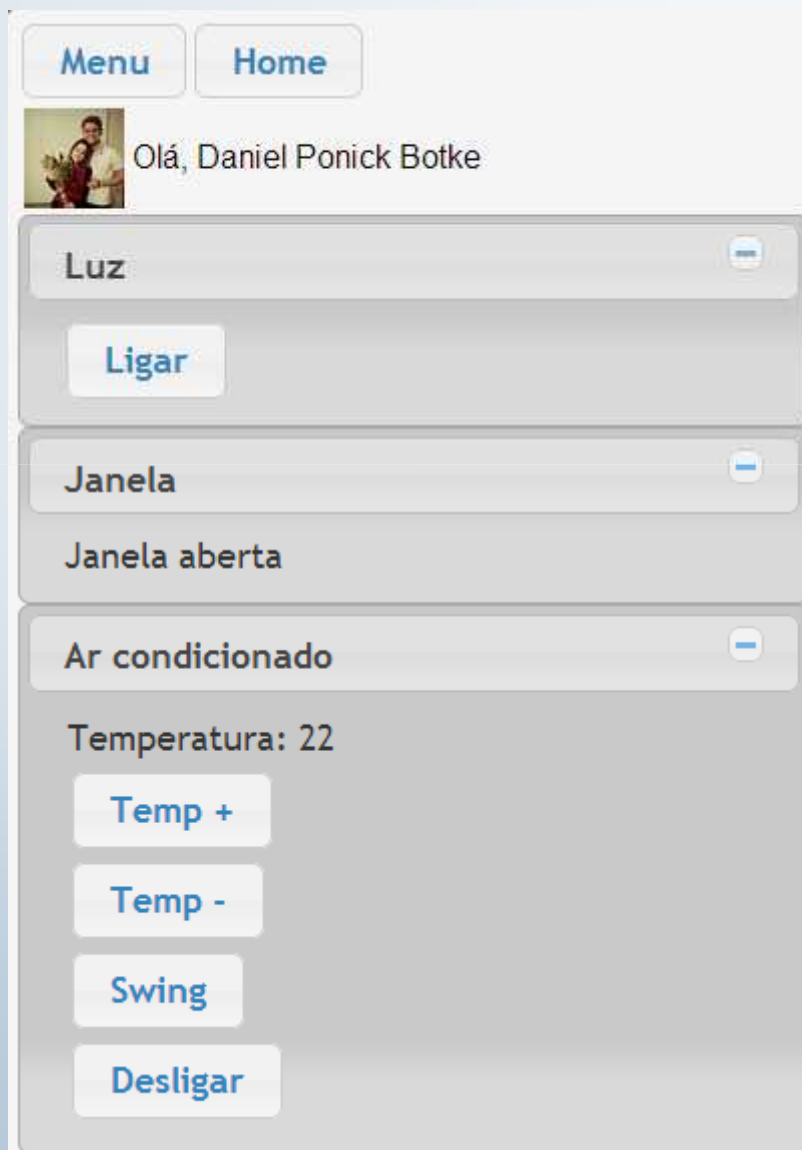 Menu Home
Olá, Daniel Ponick Botke
Luz
Ligar
Janela
Janela aberta
Ar condicionado
Temperatura: 22
Temp +
Temp -
Swing
Desligar